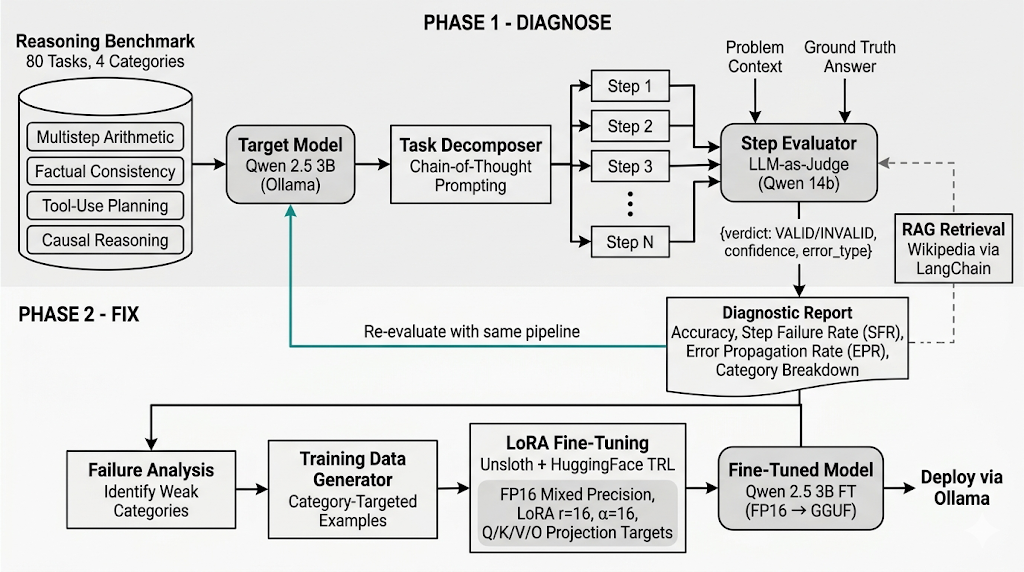 PHASE 1 - DIAGNOSE
Reasoning Benchmark
80 Tasks, 4 Categories
Multistep Arithmetic
Factual Consistency
Tool-Use Planning
Causal Reasoning
Target Model
Qwen 2.5 3B
(Ollama)
Task Decomposer
Chain-of-Thought
Prompting
Step 1
Step 2
Step 3
Step N
Problem
Context
Ground Truth
Answer
Step Evaluator
LLM-as-Judge
(Qwen 14b)
{verdict: VALID/INVALID,
confidence, error_type}
RAG Retrieval
Wikipedia via
LangChain
PHASE 2 - FIX
Re-evaluate with same pipeline
Diagnostic Report
Accuracy, Step Failure Rate (SFR),
Error Propagation Rate (EPR),
Category Breakdown
Failure Analysis
Identify Weak
Categories
Training Data
Generator
Category-Targeted
Examples
LoRA Fine-Tuning
Unsloth + HuggingFace TRL
FP16 Mixed Precision,
LoRA r=16, α=16,
Q/K/V/O Projection Targets
Fine-Tuned Model
Qwen 2.5 3B FT
(FP16 → GGUF)
Deploy via
Ollama